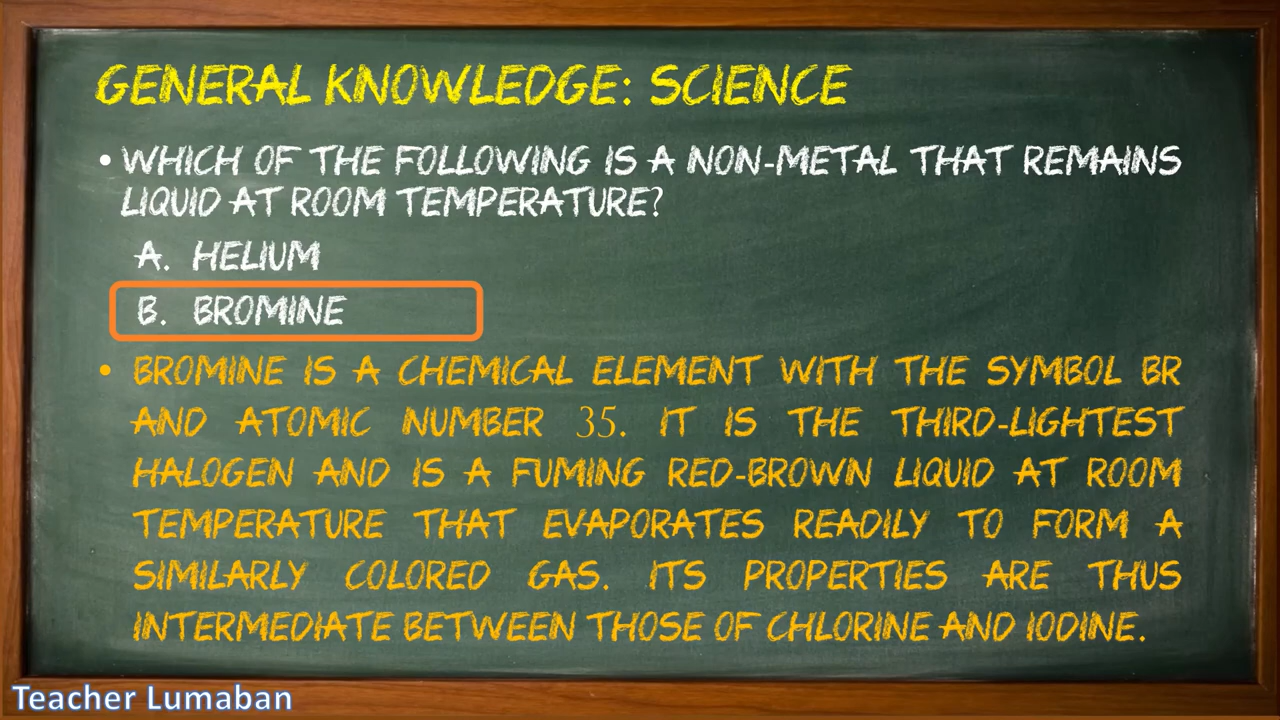 GENERAL KNOWLEDGE: SCIENCE
• WHICH OF THE FOLLOWING IS A NON-METAL THAT REMAINS
LIQUID AT ROOM TEMPERATURE?
A. HELIUM
B. BROMINE
• BROMINE IS A CHEMICAL ELEMENT WITH THE SYMBOL BR
AND ATOMIC NUMBER 35. IT IS THE THIRD-LIGHTEST
HALOGEN AND IS A FUMING RED-BROWN LIQUID AT ROOM
TEMPERATURE THAT EVAPORATES READILY TO FORM A
SIMILARLY COLORED GAS. ITS PROPERTIES ARE THUS
INTERMEDIATE BETWEEN THOSE OF CHLORINE AND IODINE.
Teacher Lumaban